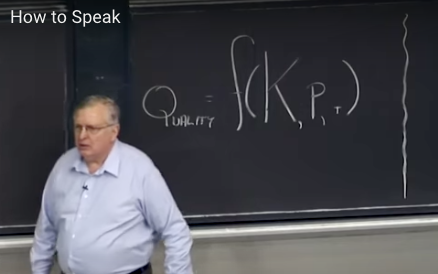 How to Speak
QUALITY = f(K, P, T)